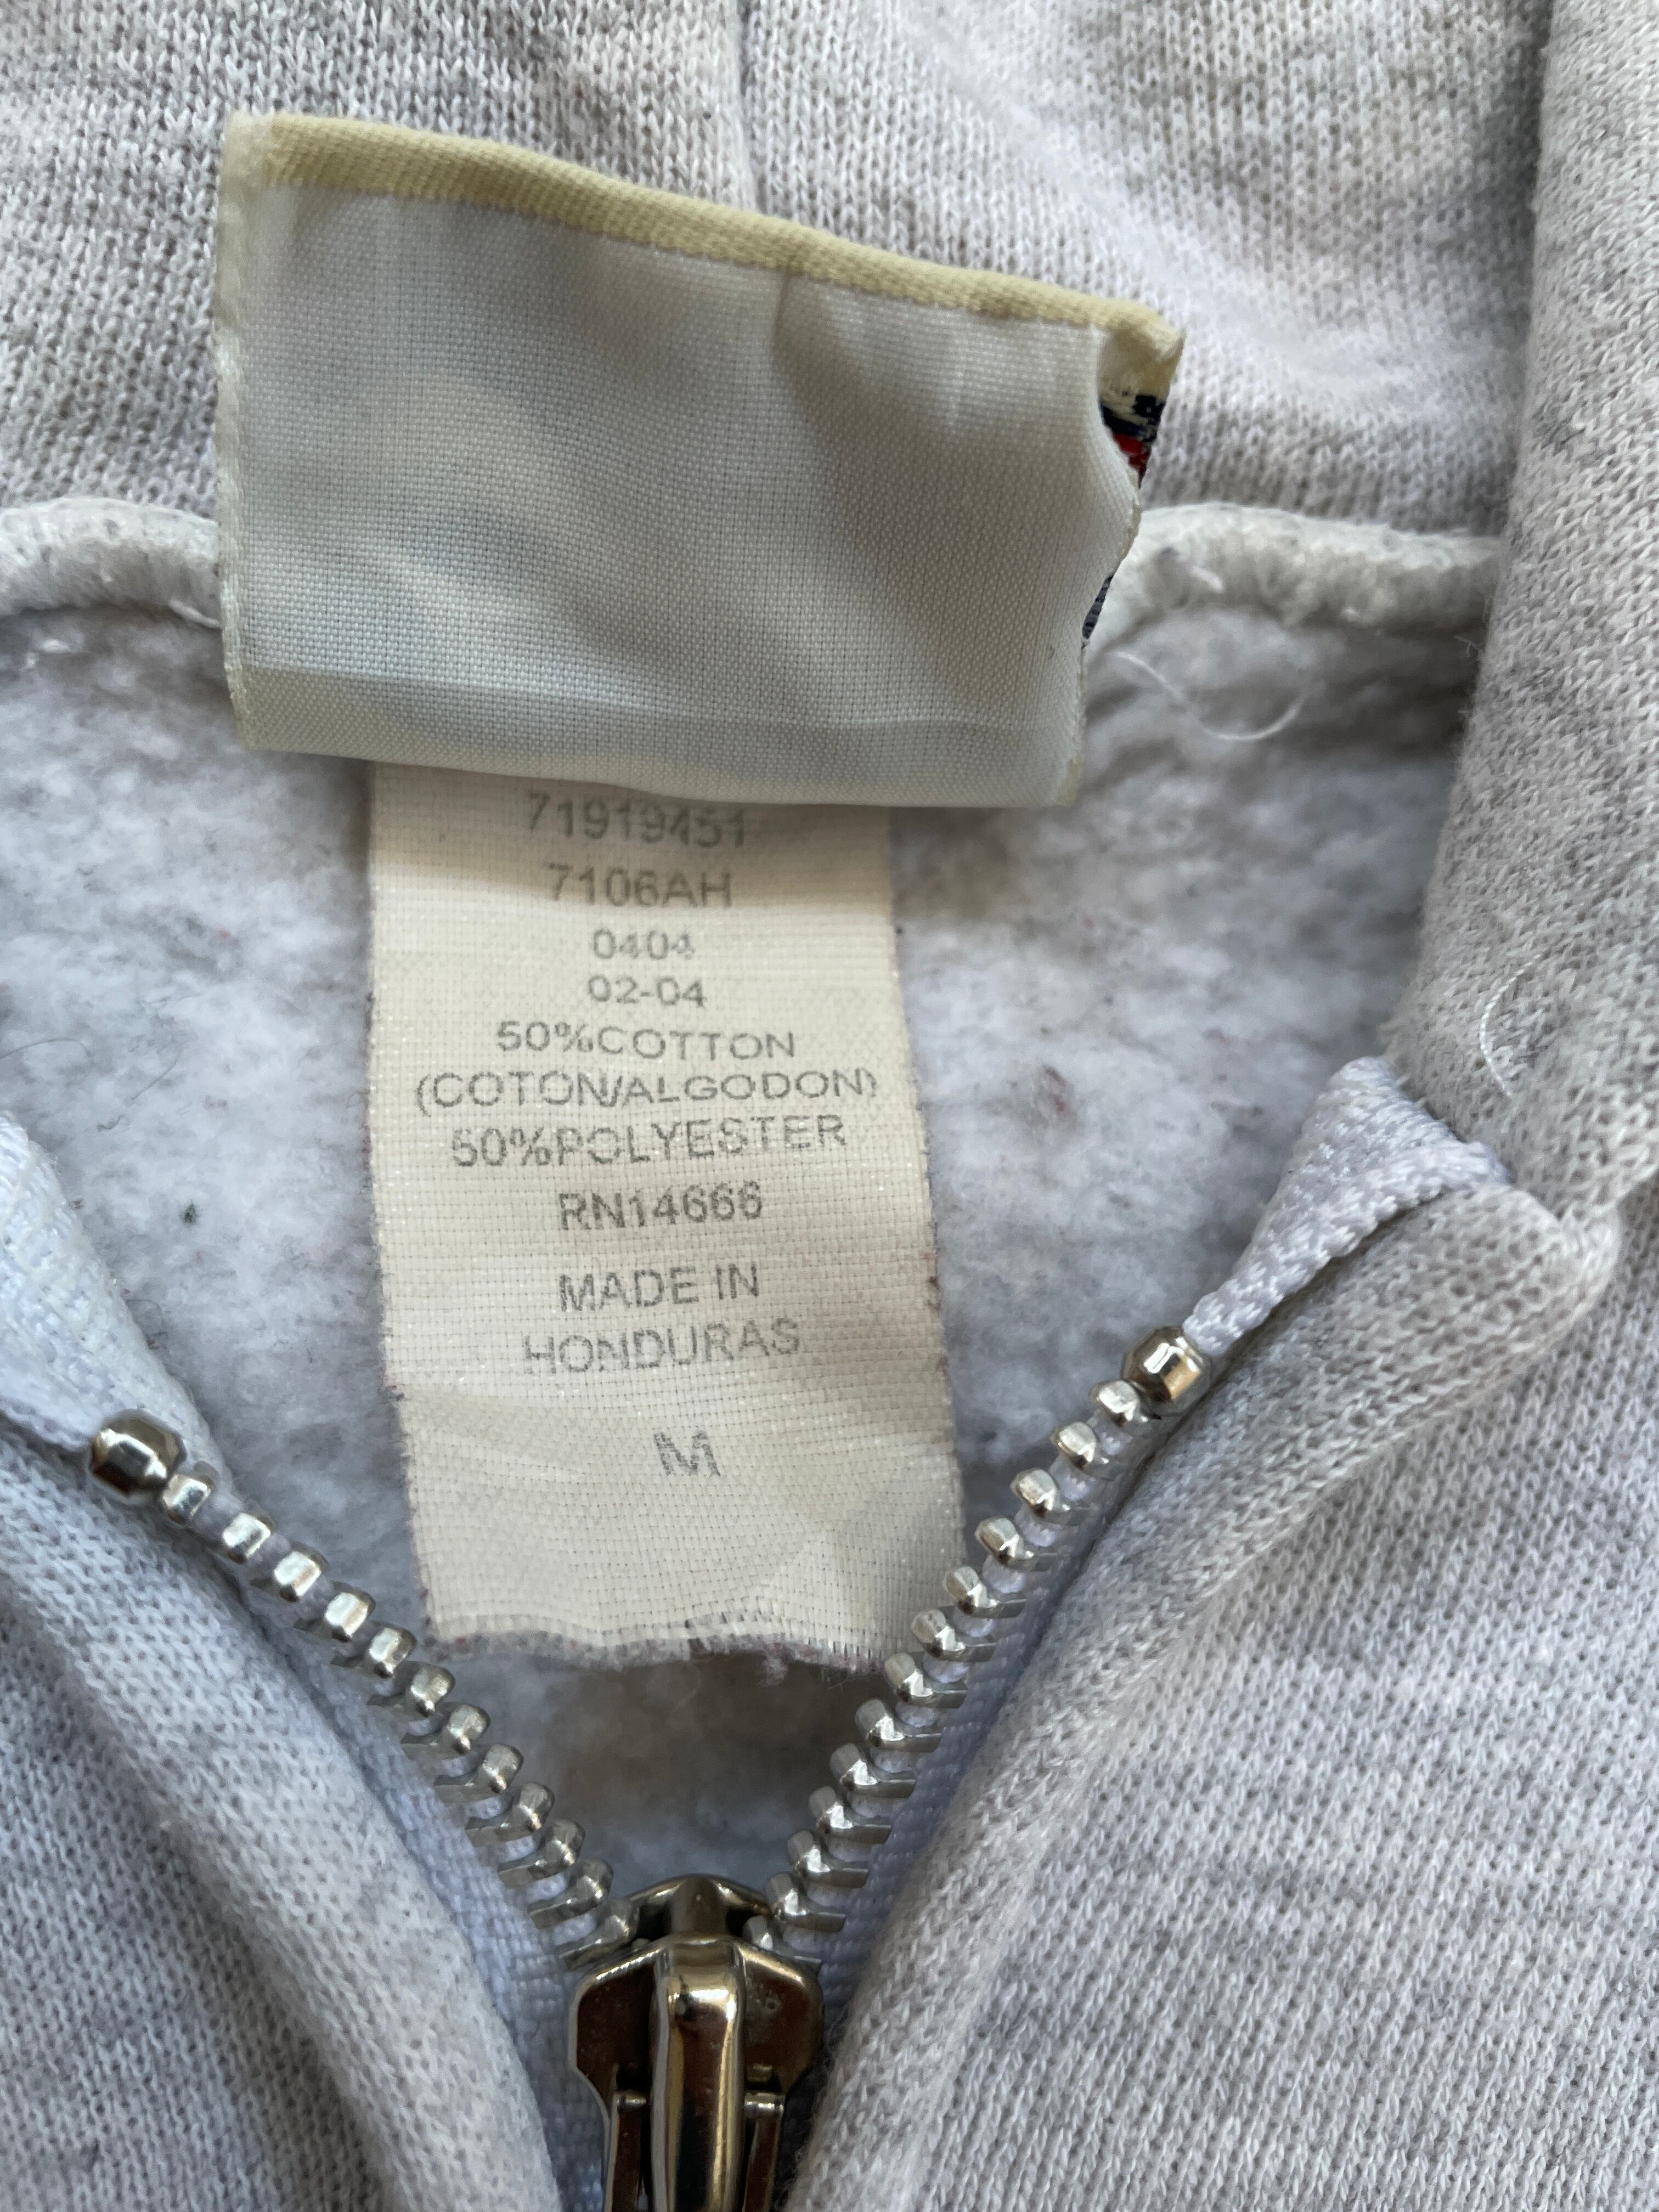 71919451
7106AH
0404
02-04
50%COTTON
(COTON/ALGODON)
50%POLYESTER
RN14666
MADE IN
HONDURAS
M